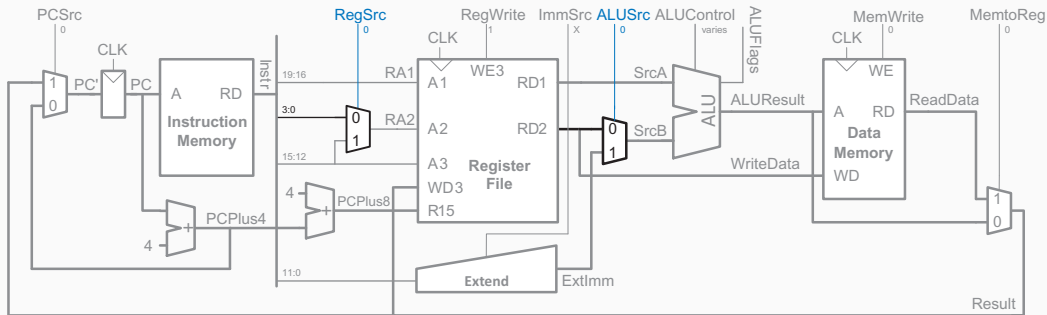 PCSrc
0
RegSrc
0
RegWrite
1
ImmSrc
X
ALUSrc
0
ALUControl
varies
ALUFlags
MemWrite
0
MemtoReg
0
CLK
CLK
CLK
1
0
PC'
PC
A
RD
Instruction
Memory
Instr
19:16
3:0
15:12
11:0
0
1
RA1
RA2
A1
A2
A3
WD3
R15
WE3
RD1
RD2
Register
File
SrcA
0
1
SrcB
ALU
ALUResult
WriteData
WE
A
RD
Data
Memory
WD
ReadData
1
0
4
+
PCPlus4
4
+
PCPlus8
Extend
ExtImm
Result